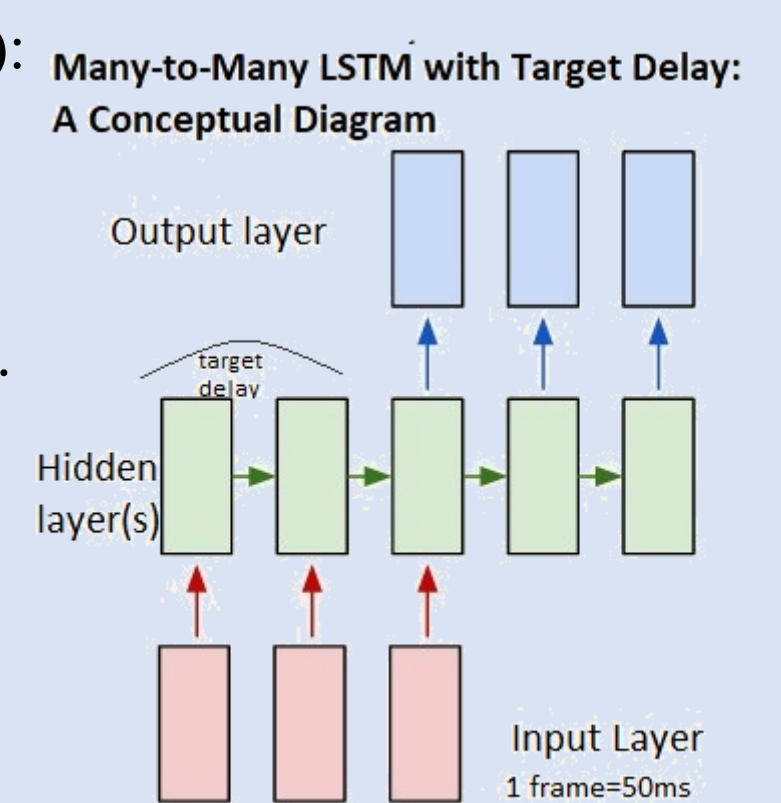 ):
Many-to-Many LSTM with Target Delay:
A Conceptual Diagram
Output layer
.
target
delay
Hidden
layer(s)
Input Layer
1 frame=50ms